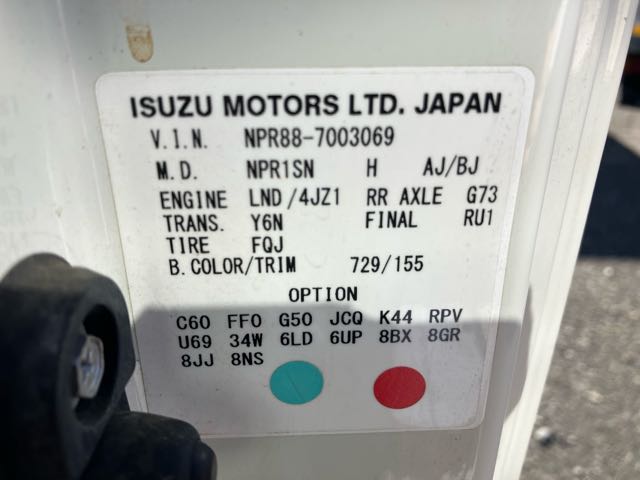 ISUZU MOTORS LTD. JAPAN
V.I.N. NPR88-7003069
M.D. NPR1SN H AJ/BJ
ENGINE LND/4JZ1 RR AXLE G73
TRANS. Y6N FINAL RU1
TIRE FQJ
B.COLOR/TRIM 729/155
OPTION
C60 FF0 G50 JCQ K44 RPV
U69 34W 6LD 6UP 8BX 8GR
8JJ 8NS